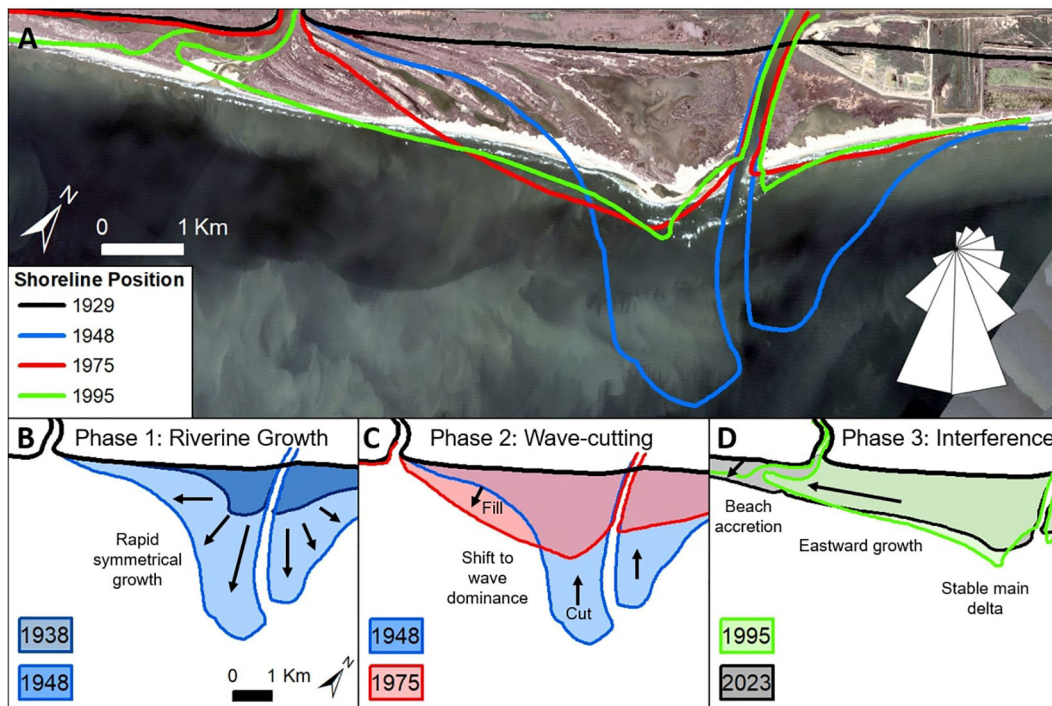 A
N
0 1 Km
Shoreline Position
1929
1948
1975
1995
B Phase 1: Riverine Growth
Rapid
symmetrical
growth
1938
1948
0 1 Km
N
C Phase 2: Wave-cutting
Fill
Shift to
wave
dominance
Cut
1948
1975
D Phase 3: Interference
Beach
accretion
Eastward growth
Stable main
delta
1995
2023